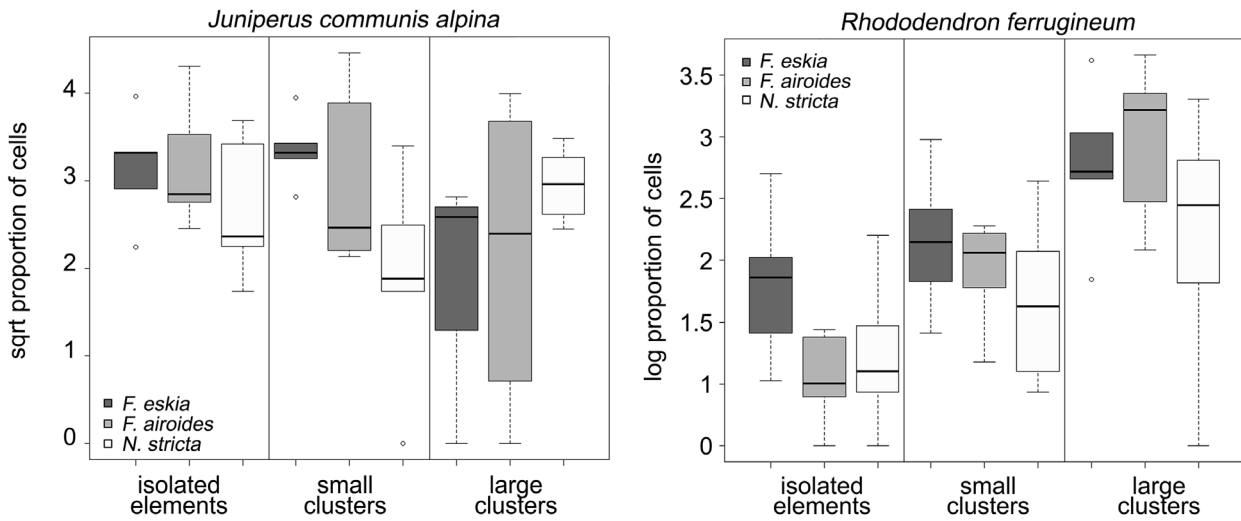 Juniperus communis alpina
sqrt proportion of cells
4
3
2
1
0
F. eskia
F. airoides
N. stricta
isolated
elements
small
clusters
large
clusters
Rhododendron ferrugineum
log proportion of cells
3.5
3
2.5
2
1.5
1
0
F. eskia
F. airoides
N. stricta
isolated
elements
small
clusters
large
clusters